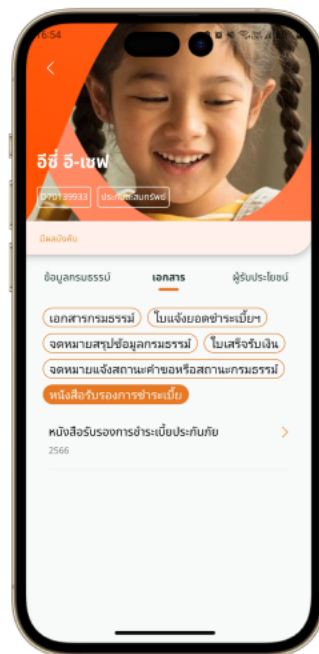 16:54
อีซี่ อี-เชฟ
D70139933 ประกันสะสมทรัพย์
มีผลบังคับ
ข้อมูลกรมธรรม์ เอกสาร ผู้รับประโยชน์
เอกสารกรมธรรม์ ใบแจ้งยอดชำระเบี้ยฯ
จดหมายสรุปข้อมูลกรมธรรม์ ใบเสร็จรับเงิน
จดหมายแจ้งสถานะคำขอหรือสถานะกรมธรรม์
หนังสือรับรองการชำระเบี้ย
หนังสือรับรองการชำระเบี้ยประกันภัย
2566